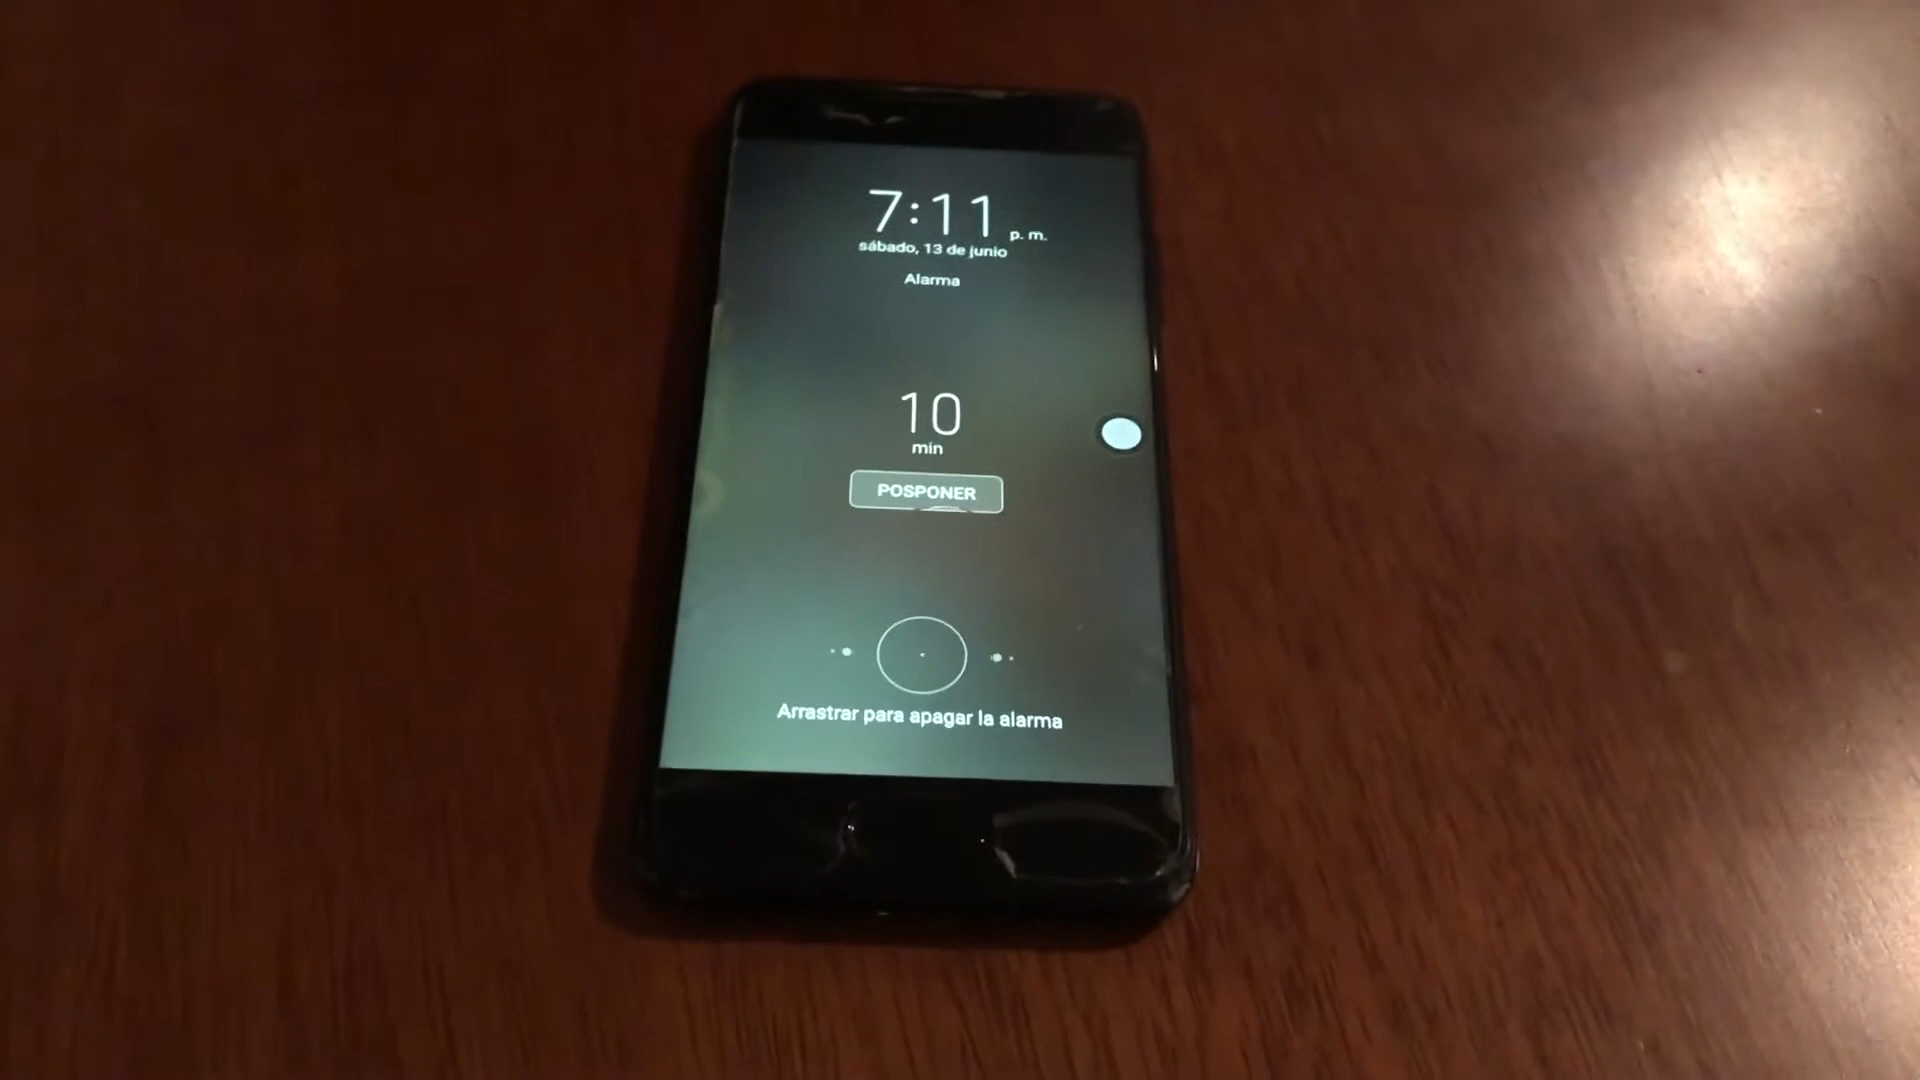 7:11 p. m.
sábado, 13 de junio
Alarma
10
min
POSPONER
Arrastrar para apagar la alarma